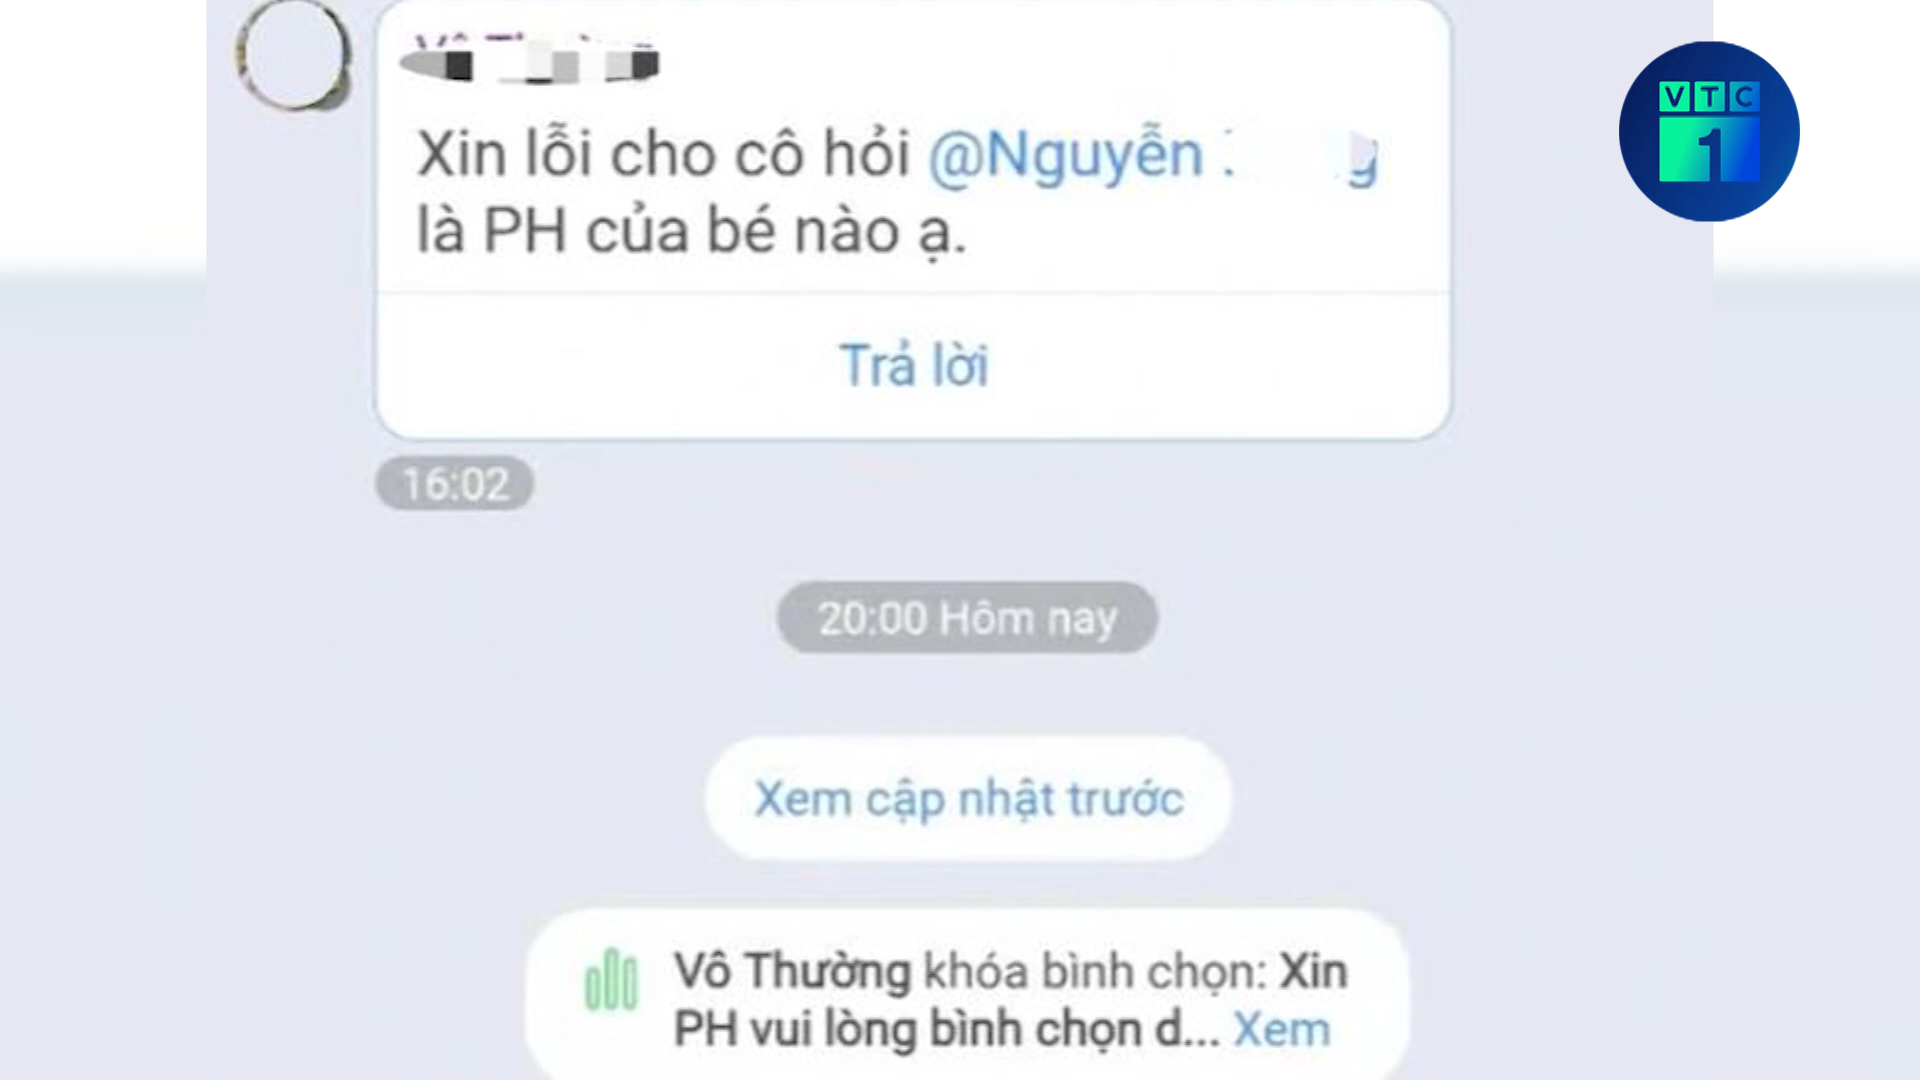 Xin lỗi cho cô hỏi @Nguyễn
là PH của bé nào ạ.
Trả lời
16:02
20:00 Hôm nay
Xem cập nhật trước
Vô Thường khóa bình chọn: Xin
PH vui lòng bình chọn d... Xem
VTC
1